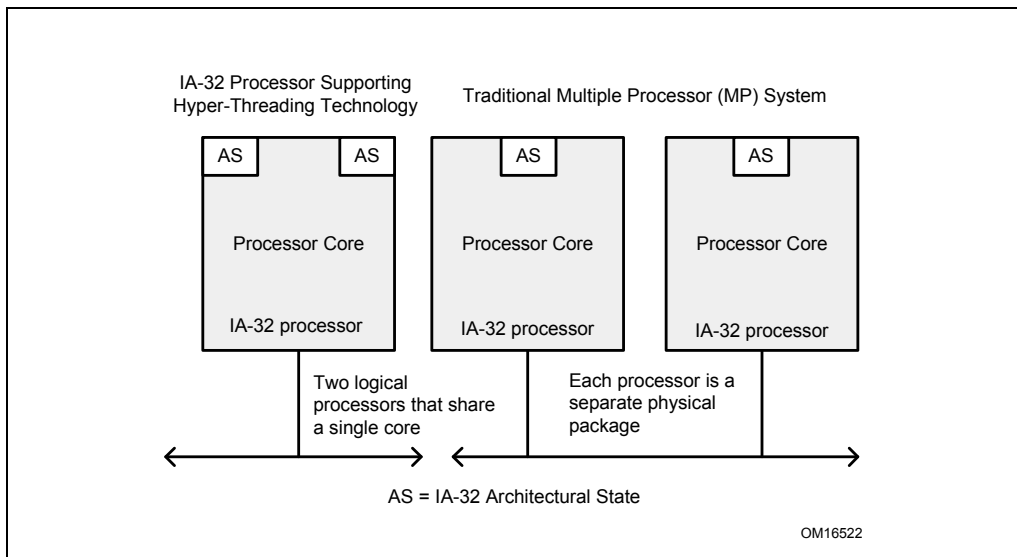 IA-32 Processor Supporting
Hyper-Threading Technology
Traditional Multiple Processor (MP) System
AS
AS
AS
AS
Processor Core
Processor Core
Processor Core
IA-32 processor
IA-32 processor
IA-32 processor
Two logical
processors that share
a single core
Each processor is a
separate physical
package
AS = IA-32 Architectural State
OM16522